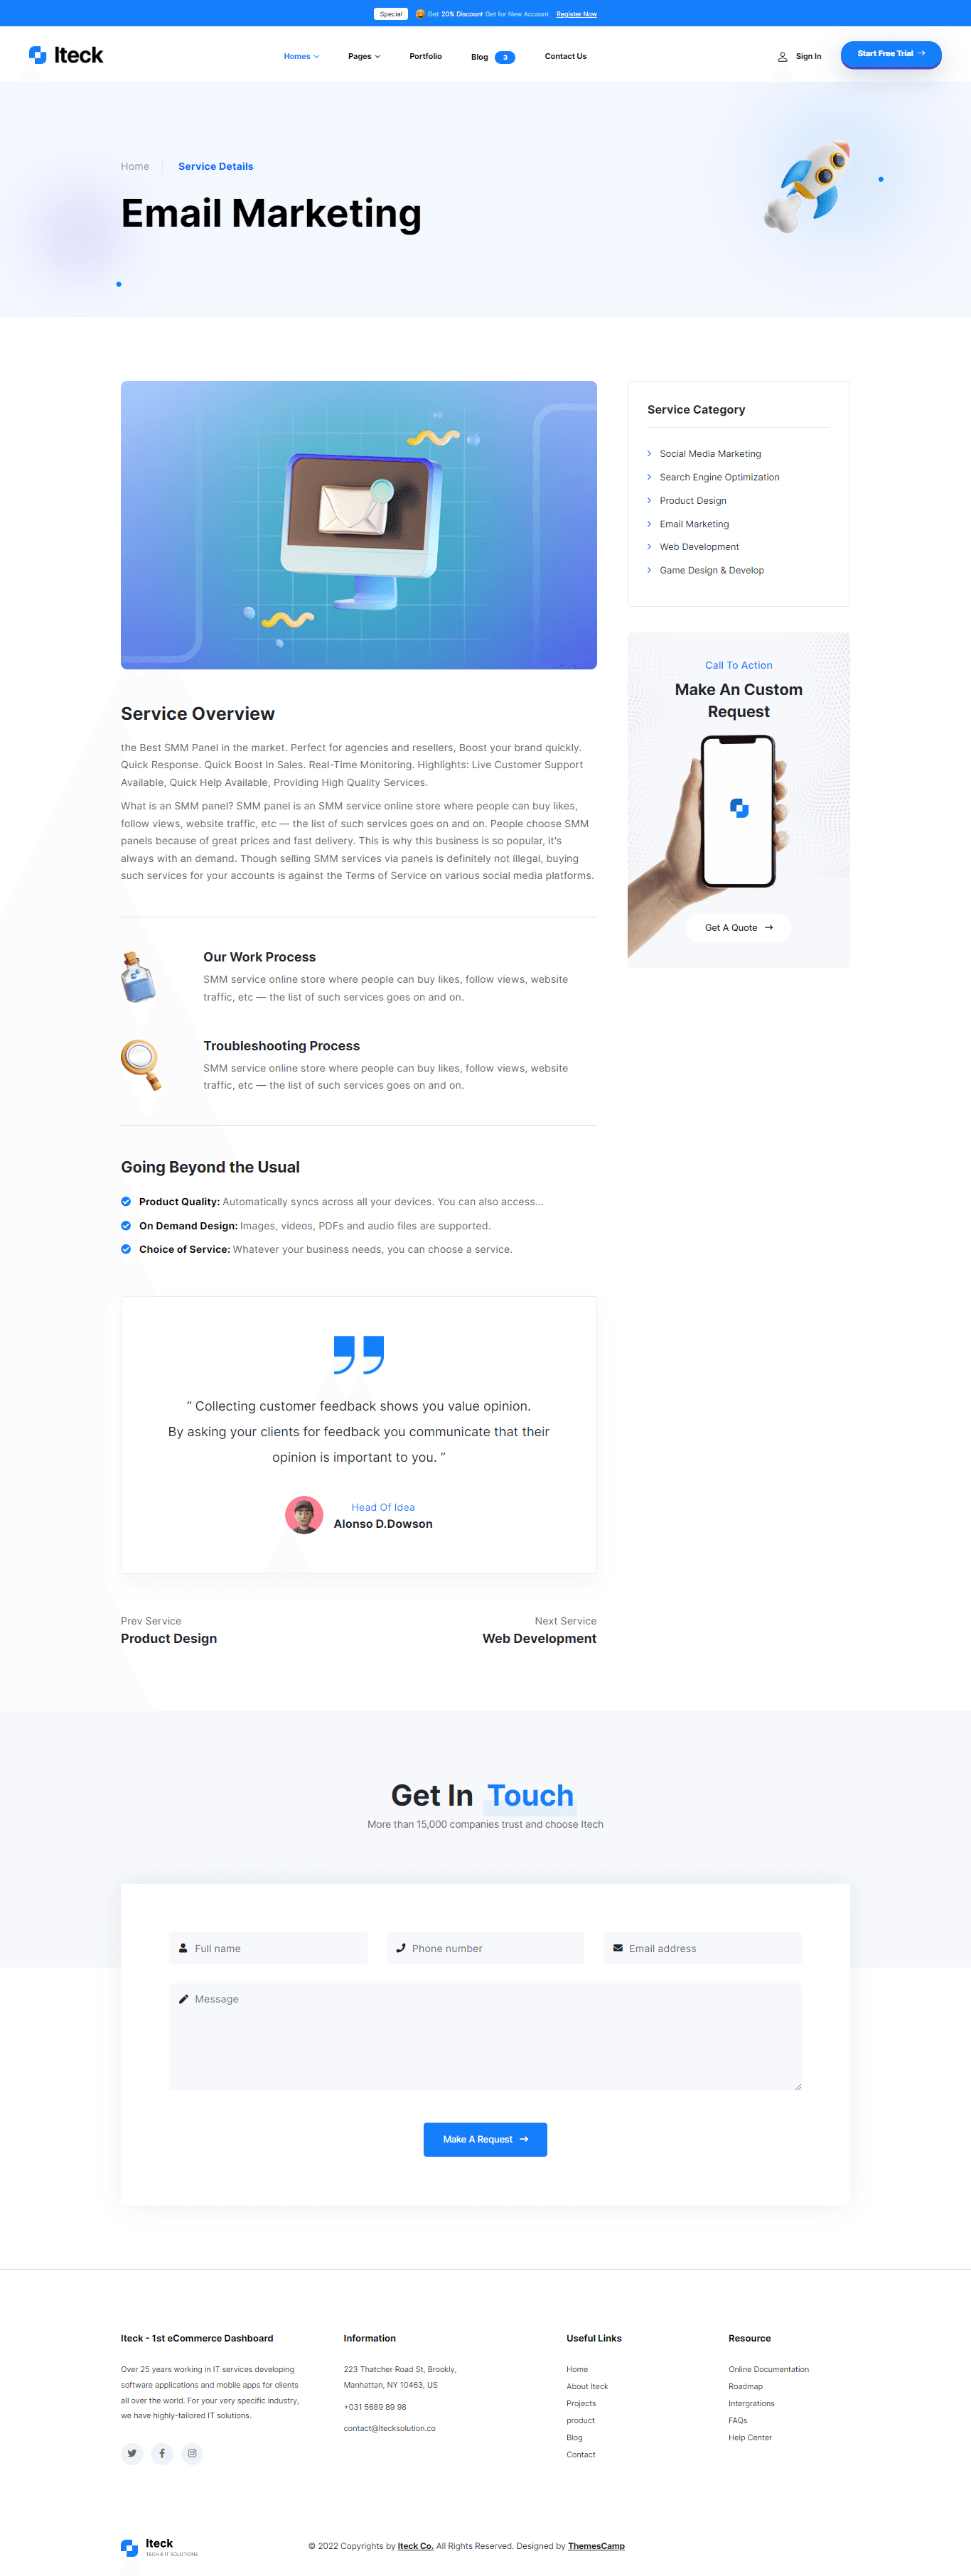 Special Get 20% Discount Get for New Account Register Now
Iteck
Homes
Pages
Portfolio
Blog 3
Contact Us
Sign In
Start Free Trial
Home
Service Details
Email Marketing
Service Overview
the Best SMM Panel in the market. Perfect for agencies and resellers, Boost your brand quickly.
Quick Response. Quick Boost In Sales. Real-Time Monitoring. Highlights: Live Customer Support
Available, Quick Help Available, Providing High Quality Services.
What is an SMM panel? SMM panel is an SMM service online store where people can buy likes,
follow views, website traffic, etc — the list of such services goes on and on. People choose SMM
panels because of great prices and fast delivery. This is why this business is so popular, it's
always with an demand. Though selling SMM services via panels is definitely not illegal, buying
such services for your accounts is against the Terms of Service on various social media platforms.
Our Work Process
SMM service online store where people can buy likes, follow views, website
traffic, etc — the list of such services goes on and on.
Troubleshooting Process
SMM service online store where people can buy likes, follow views, website
traffic, etc — the list of such services goes on and on.
Going Beyond the Usual
Product Quality: Automatically syncs across all your devices. You can also access...
On Demand Design: Images, videos, PDFs and audio files are supported.
Choice of Service: Whatever your business needs, you can choose a service.
“ Collecting customer feedback shows you value opinion.
By asking your clients for feedback you communicate that their
opinion is important to you. ”
Head Of Idea
Alonso D.Dowson
Prev Service
Product Design
Next Service
Web Development
Service Category
Social Media Marketing
Search Engine Optimization
Product Design
Email Marketing
Web Development
Game Design & Develop
Call To Action
Make An Custom
Request
Get A Quote
Get In Touch
More than 15,000 companies trust and choose Itech
Full name
Phone number
Email address
Message
Make A Request
Iteck - 1st eCommerce Dashboard
Over 25 years working in IT services developing
software applications and mobile apps for clients
all over the world. For your very specific industry,
we have highly-tailored IT solutions.
Information
223 Thatcher Road St, Brookly,
Manhattan, NY 10463, US
+031 5689 89 98
contact@Itecksolution.co
Useful Links
Home
About Iteck
Projects
product
Blog
Contact
Resource
Online Documentation
Roadmap
Intergrations
FAQs
Help Center
Iteck
TECH & IT SOLUTIONS
© 2022 Copyrights by Iteck Co. All Rights Reserved. Designed by ThemesCamp